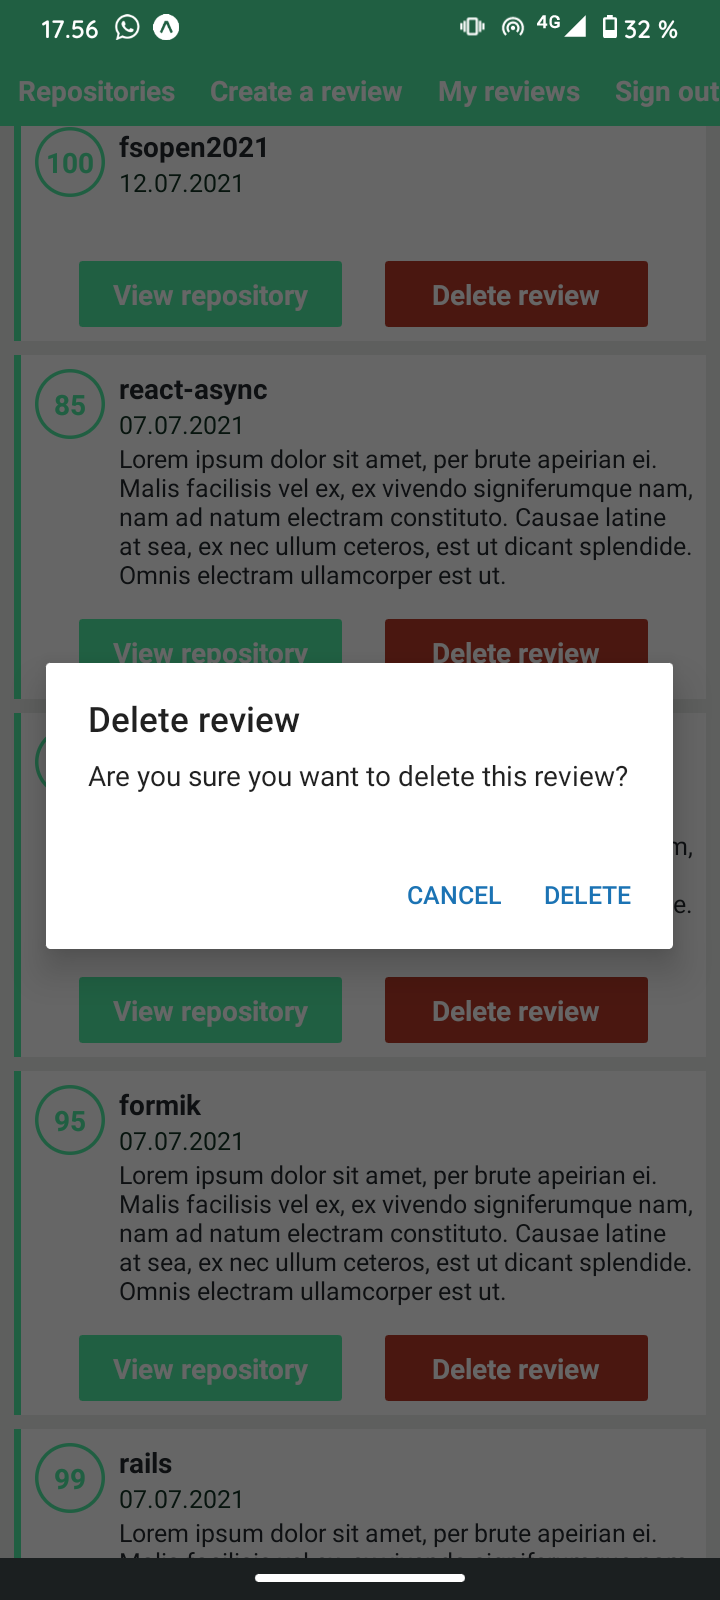 17.56 4G 32 %
Repositories Create a review My reviews Sign out
100 fsopen2021
12.07.2021
View repository Delete review
85 react-async
07.07.2021
Lorem ipsum dolor sit amet, per brute apeirian ei.
Malis facilisis vel ex, ex vivendo signiferumque nam,
nam ad natum electram constituto. Causae latine
at sea, ex nec ullum ceteros, est ut dicant splendide.
Omnis electram ullamcorper est ut.
View repository Delete review
Delete review
Are you sure you want to delete this review?
m,
e.
CANCEL DELETE
View repository Delete review
95 formik
07.07.2021
Lorem ipsum dolor sit amet, per brute apeirian ei.
Malis facilisis vel ex, ex vivendo signiferumque nam,
nam ad natum electram constituto. Causae latine
at sea, ex nec ullum ceteros, est ut dicant splendide.
Omnis electram ullamcorper est ut.
View repository Delete review
99 rails
07.07.2021
Lorem ipsum dolor sit amet, per brute apeirian ei.